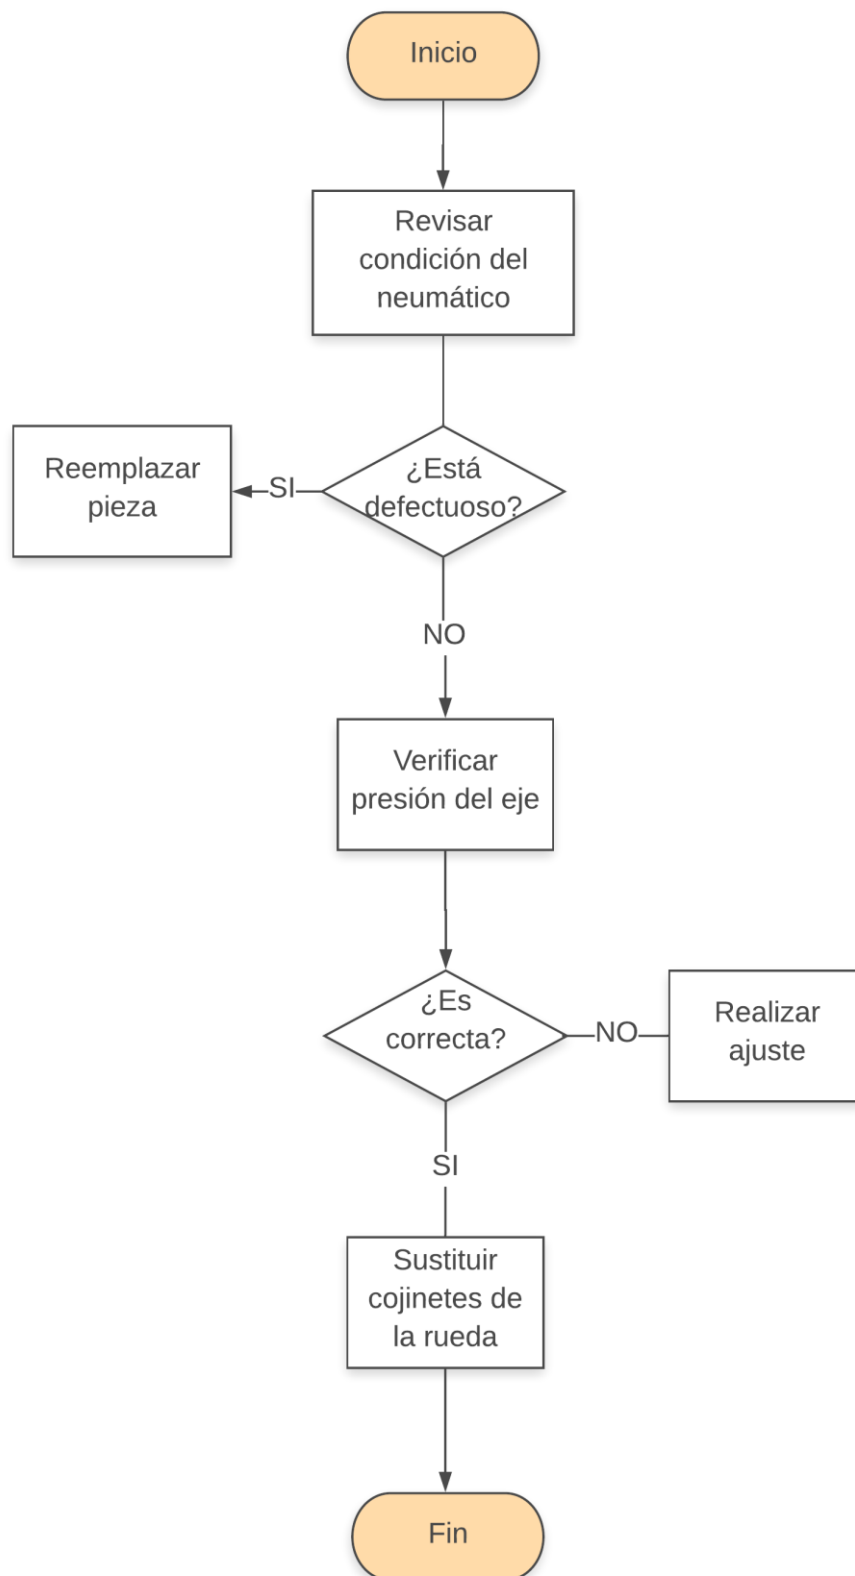 Inicio
Revisar
condición del
neumático
¿Está
defectuoso?
SI
Reemplazar
pieza
NO
Verificar
presión del eje
¿Es
correcta?
NO
Realizar
ajuste
SI
Sustituir
cojinetes de
la rueda
Fin